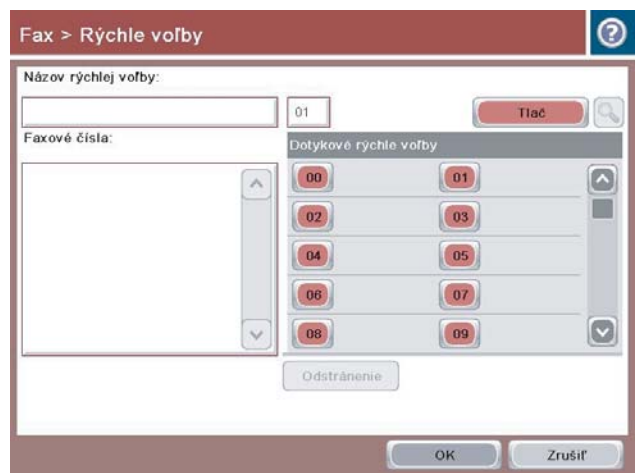 Fax > Rýchle voľby
Názov rýchlej voľby:
01
Tlač
Faxové čísla:
Dotykové rýchle voľby
00 01
02 03
04 05
06 07
08 09
Odstránenie
OK Zrušiť